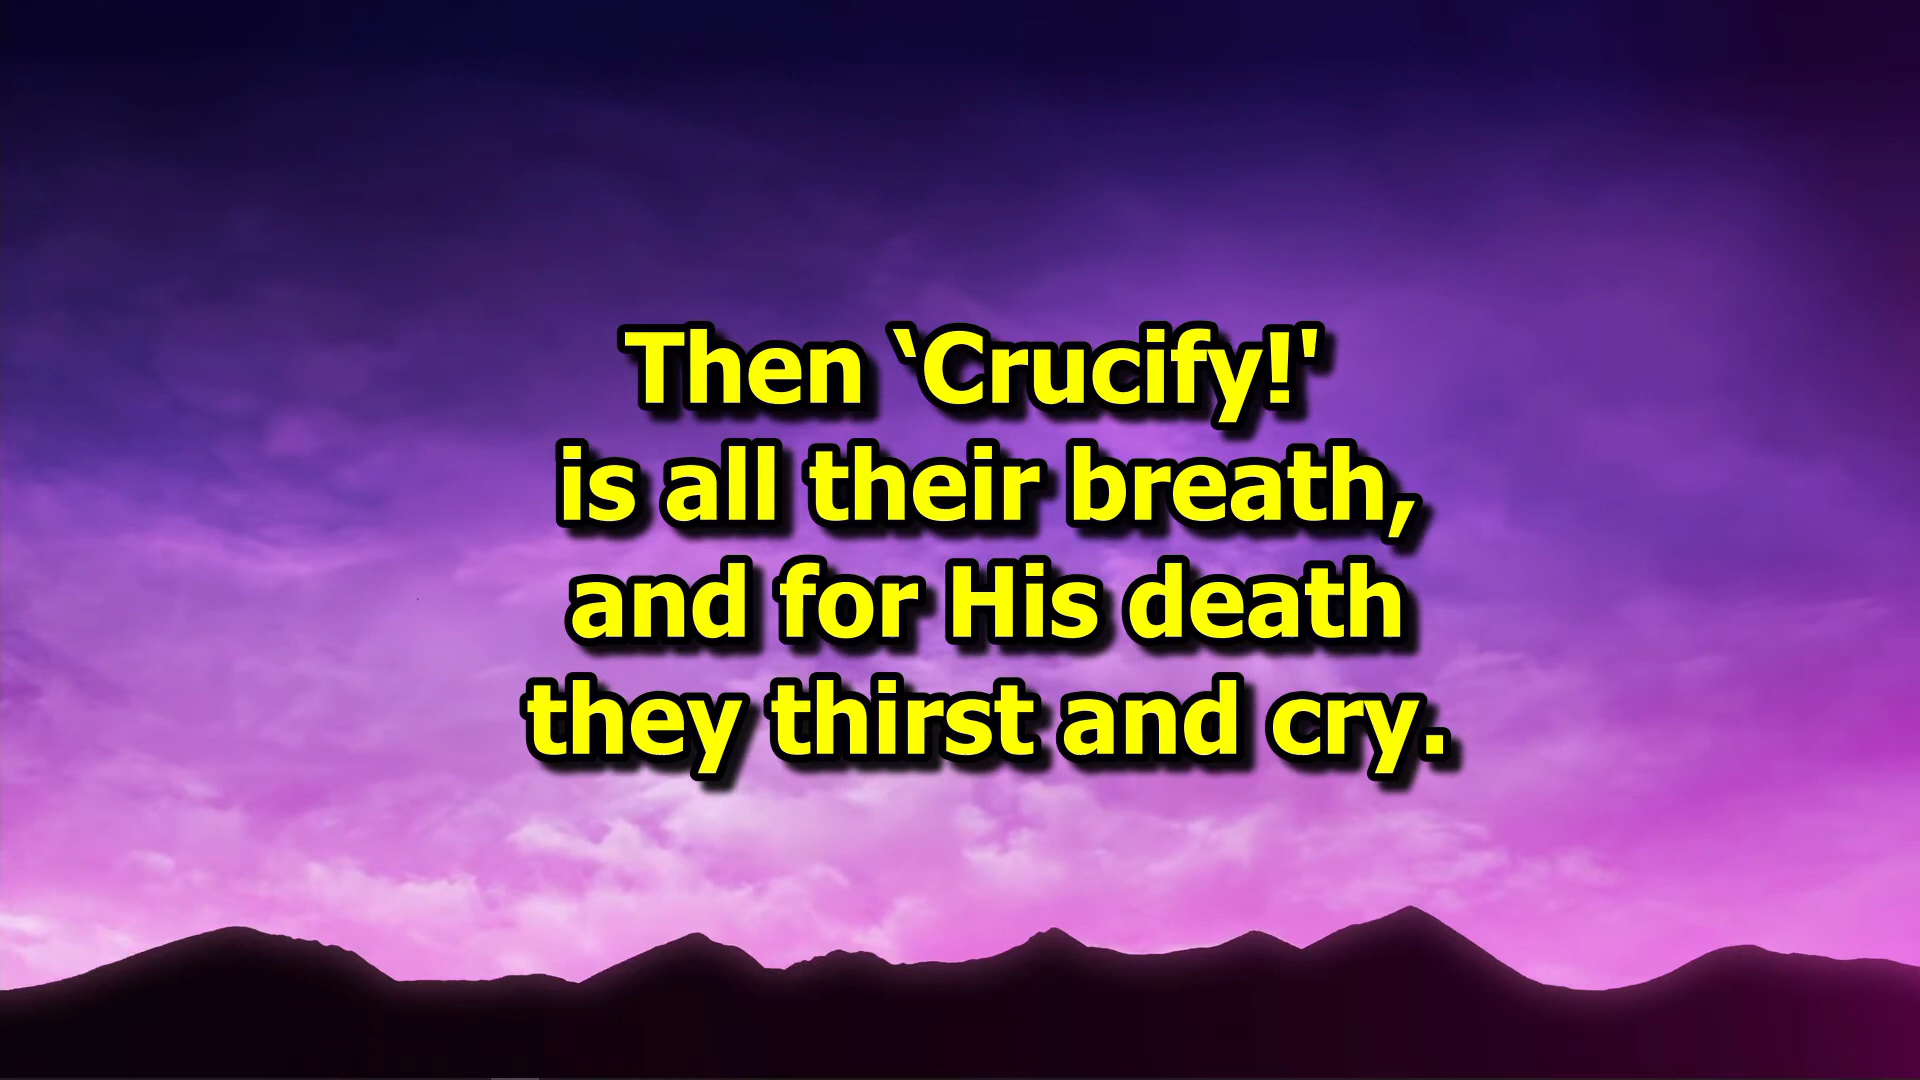 Then ‘Crucify!'
is all their breath,
and for His death
they thirst and cry.